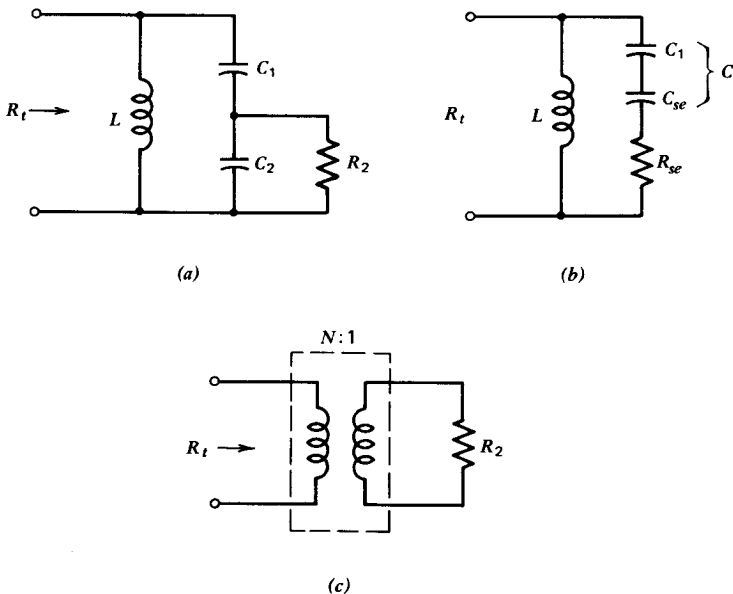 R_t
L
C_1
C_2
R_2
(a)
R_t
L
C_1
C_se
C
R_se
(b)
N:1
R_t
R_2
(c)